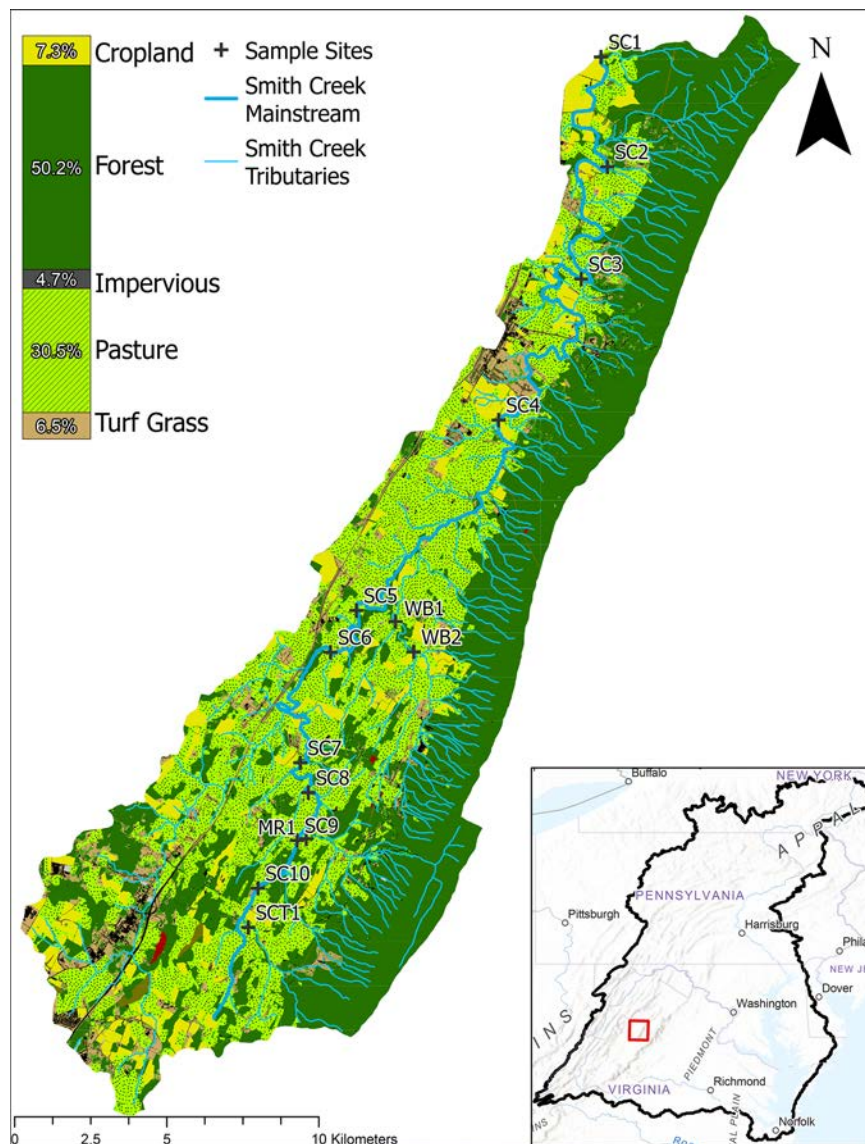 7.3% Cropland
50.2% Forest
4.7% Impervious
30.5% Pasture
6.5% Turf Grass
Sample Sites
Smith Creek
Mainstream
Smith Creek
Tributaries
N
SC1
SC2
SC3
SC4
SC5
WB1
SC6
WB2
SC7
SC8
MR1
SC9
SC10
SCT1
0
2.5
5
10 Kilometers
Buffalo
NEW YORK
A P P A L
PENNSYLVANIA
Pittsburgh
Harrisburg
Phila
NEW JE
Dover
Washington
INS
PIEDMONT
Richmond
VIRGINIA
AL PLAIN
Norfolk